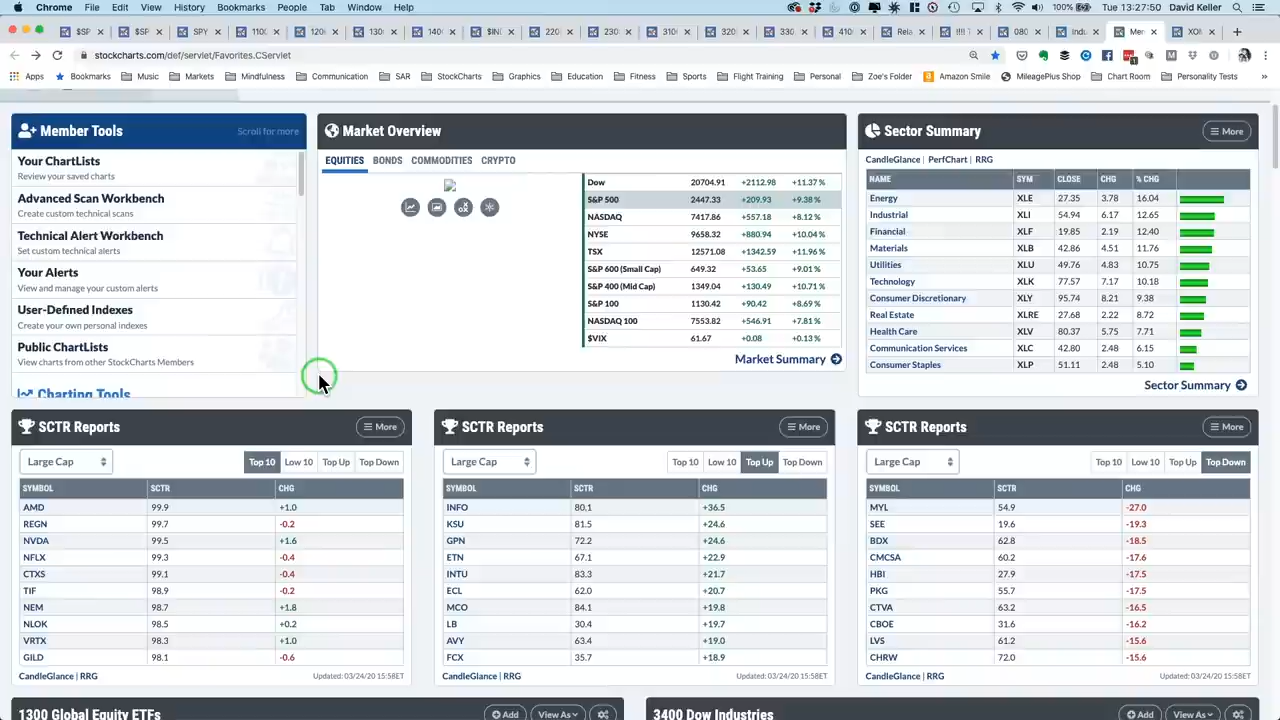 Chrome File Edit View History Bookmarks People Tab Window Help 100% Tue 13:27:50 David Keller
$SP $SP SPY 110 120 130 140 $IN 220 230 310 320 330 410 Rela !!!! 080 Indu Me XO
stockcharts.com/def/servlet/Favorites.CServlet
Apps Bookmarks Music Markets Mindfulness Communication SAR StockCharts Graphics Education Fitness Sports Flight Training Personal Zoe's Folder Amazon Smile MileagePlus Shop Chart Room Personality Tests »
Member Tools Scroll for more
Your ChartLists
Review your saved charts
Advanced Scan Workbench
Create custom technical scans
Technical Alert Workbench
Set custom technical alerts
Your Alerts
View and manage your custom alerts
User-Defined Indexes
Create your own personal indexes
Public ChartLists
View charts from other StockCharts Members
Charting Tools
Market Overview
EQUITIES BONDS COMMODITIES CRYPTO
Dow 20704.91 +2112.98 +11.37 %
S&P 500 2447.33 +209.93 +9.38 %
NASDAQ 7417.86 +557.18 +8.12 %
NYSE 9658.32 +880.94 +10.04 %
TSX 12571.08 +1342.59 +11.96 %
S&P 600 (Small Cap) 649.32 +53.65 +9.01 %
S&P 400 (Mid Cap) 1349.04 +130.49 +10.71 %
S&P 100 1130.42 +90.42 +8.69 %
NASDAQ 100 7553.82 +546.91 +7.81 %
$VIX 61.67 +0.08 +0.13 %
Market Summary
Sector Summary More
CandleGlance | PerfChart | RRG
NAME SYM CLOSE CHG % CHG
Energy XLE 27.35 3.78 16.04
Industrial XLI 54.94 6.17 12.65
Financial XLF 19.85 2.19 12.40
Materials XLB 42.86 4.51 11.76
Utilities XLU 49.76 4.83 10.75
Technology XLK 77.57 7.17 10.18
Consumer Discretionary XLY 95.74 8.21 9.38
Real Estate XLRE 27.68 2.22 8.72
Health Care XLV 80.37 5.75 7.71
Communication Services XLC 42.80 2.48 6.15
Consumer Staples XLP 51.11 2.48 5.10
Sector Summary
SCTR Reports More
Large Cap Top 10 Low 10 Top Up Top Down
SYMBOL SCTR CHG
AMD 99.9 +1.0
REGN 99.7 -0.2
NVDA 99.5 +1.6
NFLX 99.3 -0.4
CTXS 99.1 -0.4
TIF 98.9 -0.2
NEM 98.7 +1.8
NLOK 98.5 +0.2
VRTX 98.3 +1.0
GILD 98.1 -0.6
CandleGlance | RRG Updated: 03/24/20 15:58ET
SCTR Reports More
Large Cap Top 10 Low 10 Top Up Top Down
SYMBOL SCTR CHG
INFO 80.1 +36.5
KSU 81.5 +24.6
GPN 72.2 +24.6
ETN 67.1 +22.9
INTU 83.3 +21.7
ECL 62.0 +20.7
MCO 84.1 +19.8
LB 30.4 +19.7
AVY 63.4 +19.0
FCX 35.7 +18.9
CandleGlance | RRG Updated: 03/24/20 15:58ET
SCTR Reports More
Large Cap Top 10 Low 10 Top Up Top Down
SYMBOL SCTR CHG
MYL 54.9 -27.0
SEE 19.6 -19.3
BDX 62.8 -18.5
CMCSA 60.2 -17.6
HBI 27.9 -17.5
PKG 55.7 -17.5
CTVA 63.2 -16.5
CBOE 31.6 -16.2
LVS 61.2 -15.6
CHRW 72.0 -15.6
CandleGlance | RRG Updated: 03/24/20 15:58ET
1300 Global Equity ETFs Add View As
3400 Dow Industries Add View As